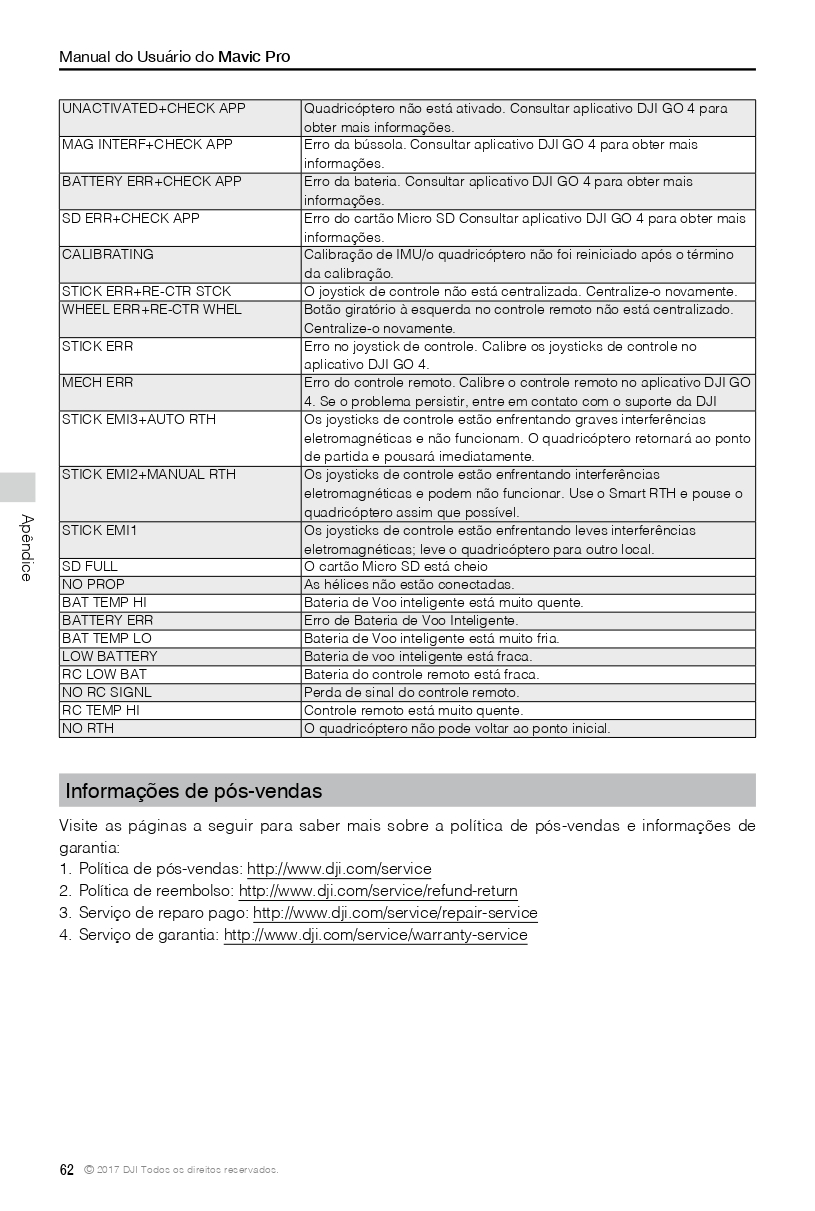 Manual do Usuário do Mavic Pro
UNACTIVATED+CHECK APP Quadricóptero não está ativado. Consultar aplicativo DJI GO 4 para
obter mais informações.
MAG INTERF+CHECK APP Erro da bússola. Consultar aplicativo DJI GO 4 para obter mais
informações.
BATTERY ERR+CHECK APP Erro da bateria. Consultar aplicativo DJI GO 4 para obter mais
informações.
SD ERR+CHECK APP Erro do cartão Micro SD Consultar aplicativo DJI GO 4 para obter mais
informações.
CALIBRATING Calibração de IMU/o quadricóptero não foi reiniciado após o término
da calibração.
STICK ERR+RE-CTR STCK O joystick de controle não está centralizada. Centralize-o novamente.
WHEEL ERR+RE-CTR WHEL Botão giratório à esquerda no controle remoto não está centralizado.
Centralize-o novamente.
STICK ERR Erro no joystick de controle. Calibre os joysticks de controle no
aplicativo DJI GO 4.
MECH ERR Erro do controle remoto. Calibre o controle remoto no aplicativo DJI GO
4. Se o problema persistir, entre em contato com o suporte da DJI
STICK EMI3+AUTO RTH Os joysticks de controle estão enfrentando graves interferências
eletromagnéticas e não funcionam. O quadricóptero retornará ao ponto
de partida e pousará imediatamente.
STICK EMI2+MANUAL RTH Os joysticks de controle estão enfrentando interferências
eletromagnéticas e podem não funcionar. Use o Smart RTH e pouse o
quadricóptero assim que possível.
STICK EMI1 Os joysticks de controle estão enfrentando leves interferências
eletromagnéticas; leve o quadricóptero para outro local.
SD FULL O cartão Micro SD está cheio
NO PROP As hélices não estão conectadas.
BAT TEMP HI Bateria de Voo inteligente está muito quente.
BATTERY ERR Erro de Bateria de Voo Inteligente.
BAT TEMP LO Bateria de Voo inteligente está muito fria.
LOW BATTERY Bateria de voo inteligente está fraca.
RC LOW BAT Bateria do controle remoto está fraca.
NO RC SIGNL Perda de sinal do controle remoto.
RC TEMP HI Controle remoto está muito quente.
NO RTH O quadricóptero não pode voltar ao ponto inicial.
Apêndice
Informações de pós-vendas
Visite as páginas a seguir para saber mais sobre a política de pós-vendas e informações de
garantia:
1. Política de pós-vendas: http://www.dji.com/service
2. Política de reembolso: http://www.dji.com/service/refund-return
3. Serviço de reparo pago: http://www.dji.com/service/repair-service
4. Serviço de garantia: http://www.dji.com/service/warranty-service
62 © 2017 DJI Todos os direitos reservados.